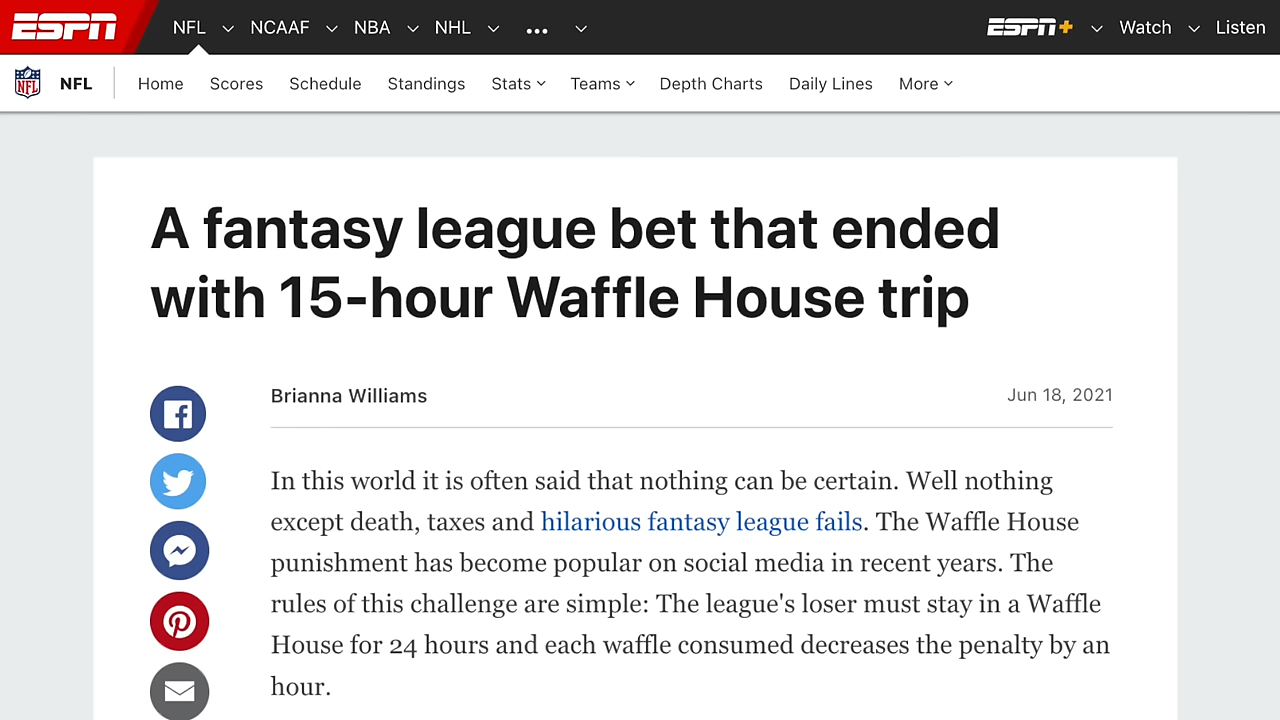 ESPN NFL NCAAF NBA NHL ... ESPN+ Watch Listen
NFL NFL Home Scores Schedule Standings Stats Teams Depth Charts Daily Lines More
A fantasy league bet that ended
with 15-hour Waffle House trip
Brianna Williams Jun 18, 2021
In this world it is often said that nothing can be certain. Well nothing
except death, taxes and hilarious fantasy league fails. The Waffle House
punishment has become popular on social media in recent years. The
rules of this challenge are simple: The league's loser must stay in a Waffle
House for 24 hours and each waffle consumed decreases the penalty by an
hour.